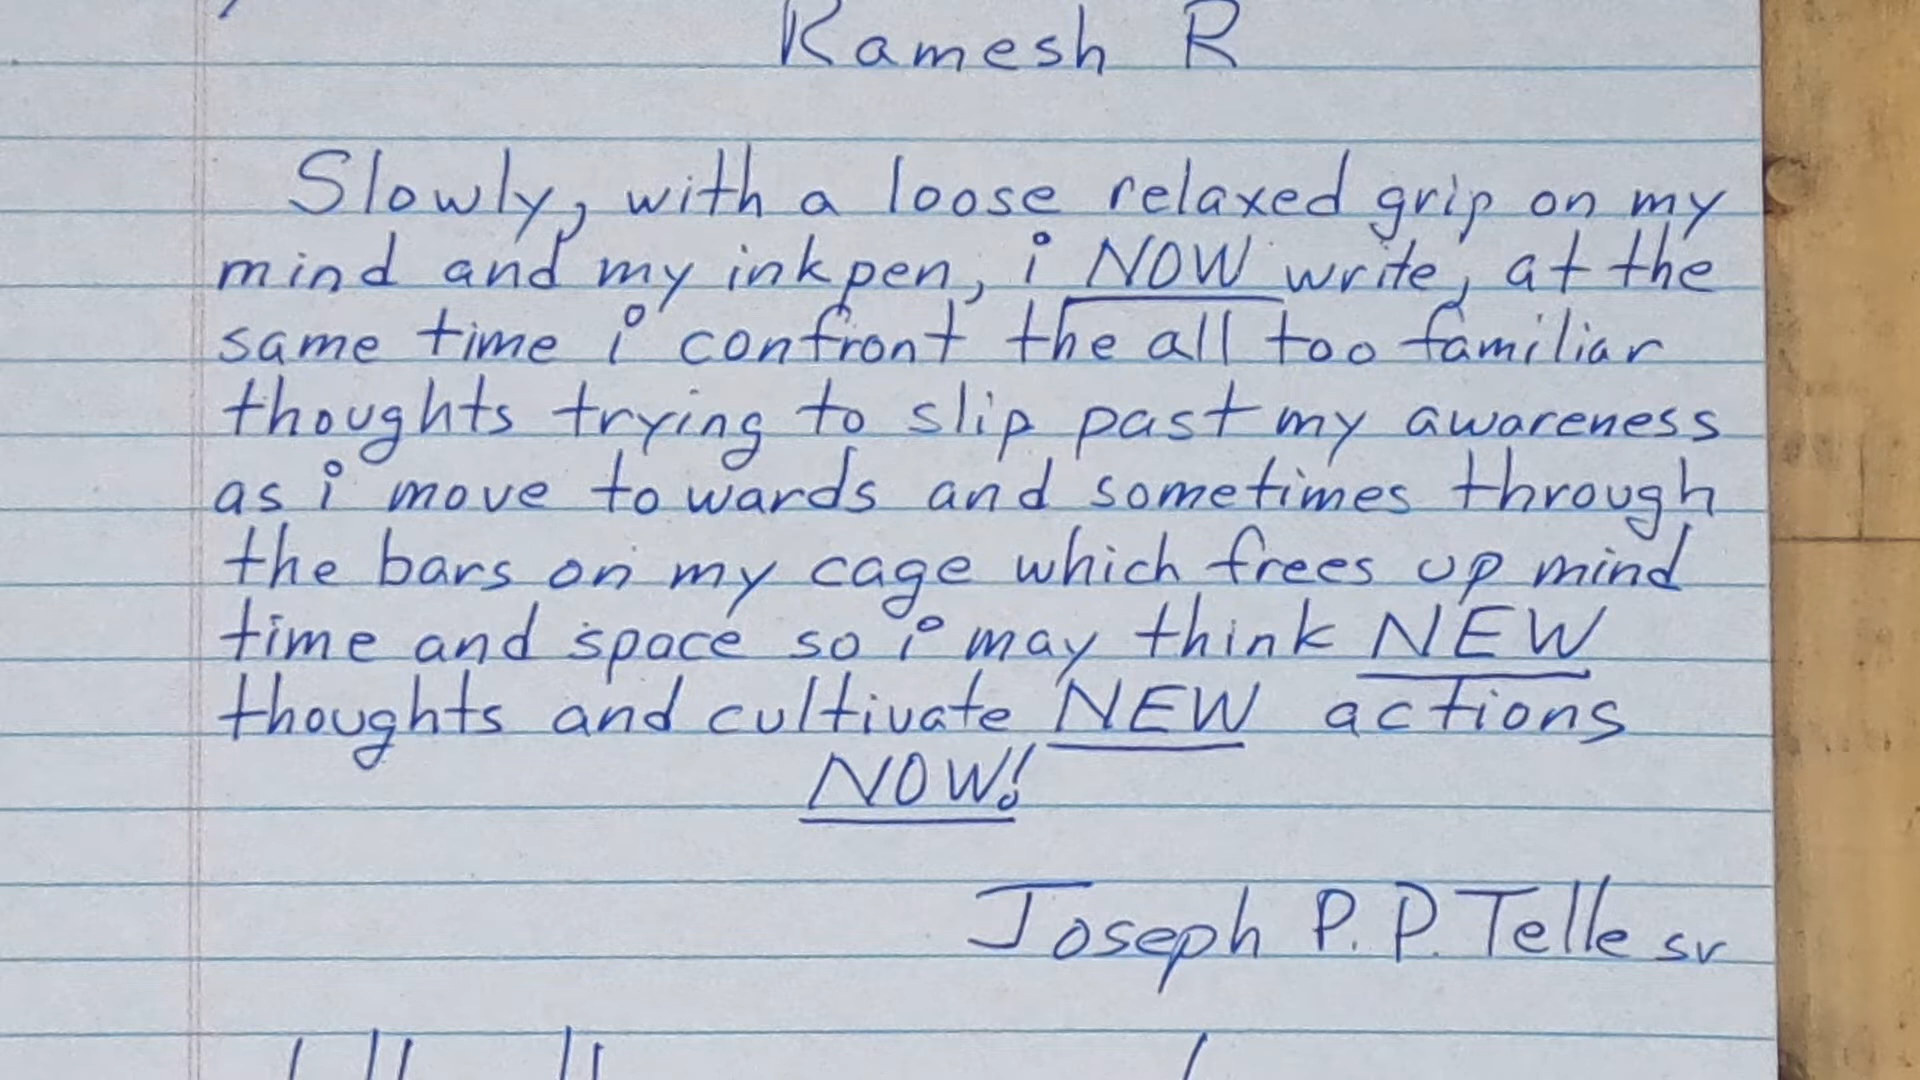 Ramesh R
Slowly, with a loose relaxed grip on my
mind and my inkpen, i NOW write, at the
same time i confront the all too familiar
thoughts trying to slip past my awareness
as i move towards and sometimes through
the bars on my cage which frees up mind
time and space so i may think NEW
thoughts and cultivate NEW actions
NOW!
Joseph P. P. Telle sr